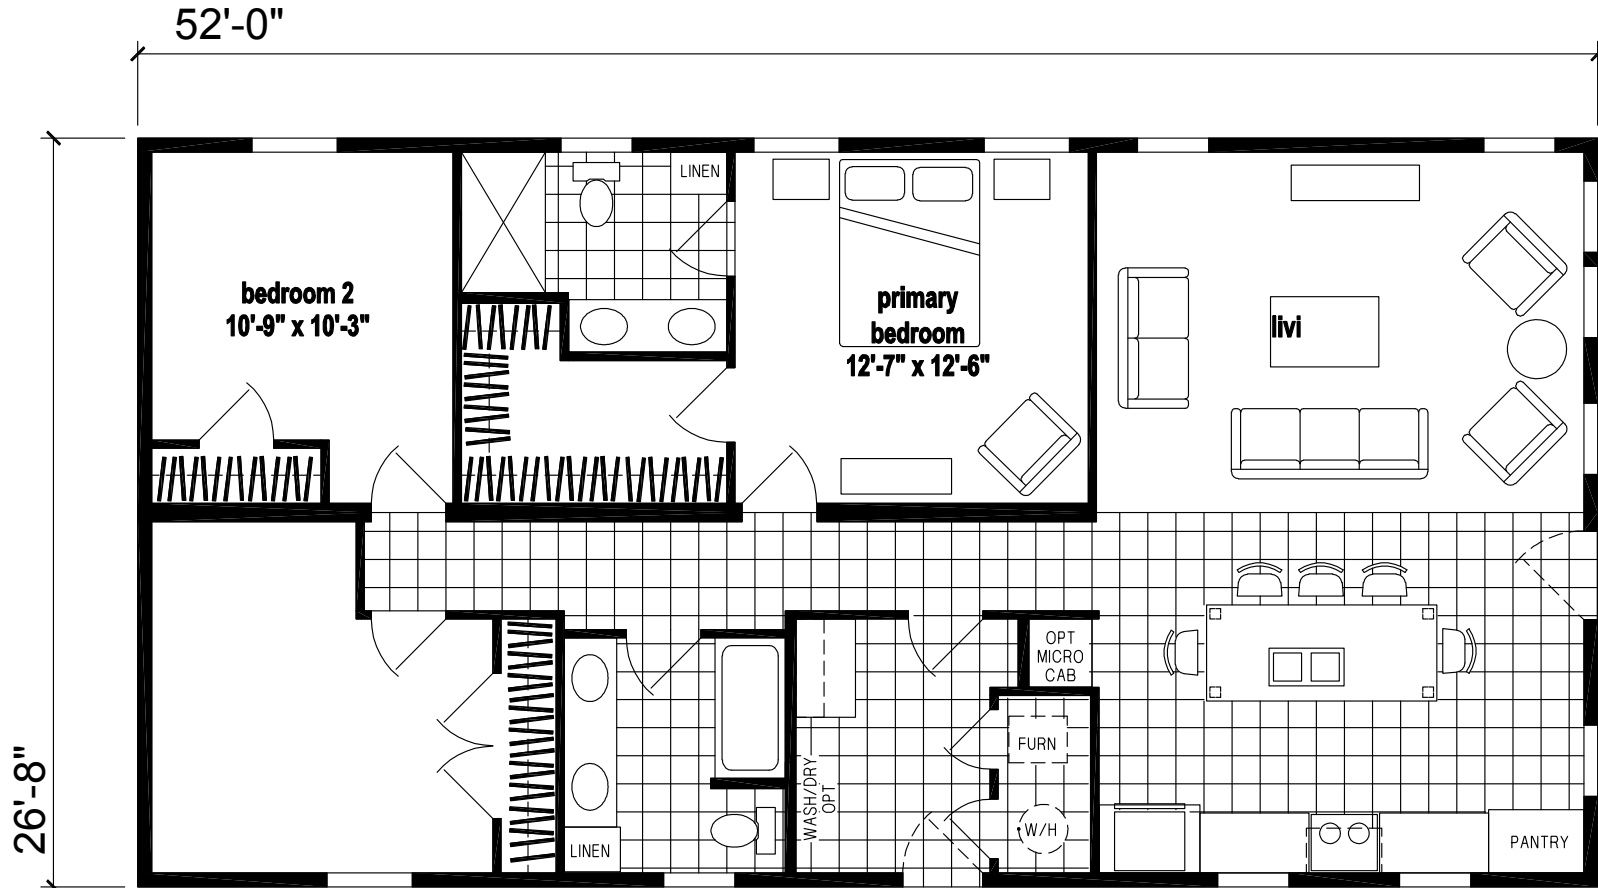 52'-0"
26'-8"
LINEN
bedroom 2
10'-9" x 10'-3"
primary
bedroom
12'-7" x 12'-6"
livi
OPT
MICRO
CAB
FURN
WASH/DRY
OPT
W/H
LINEN
PANTRY